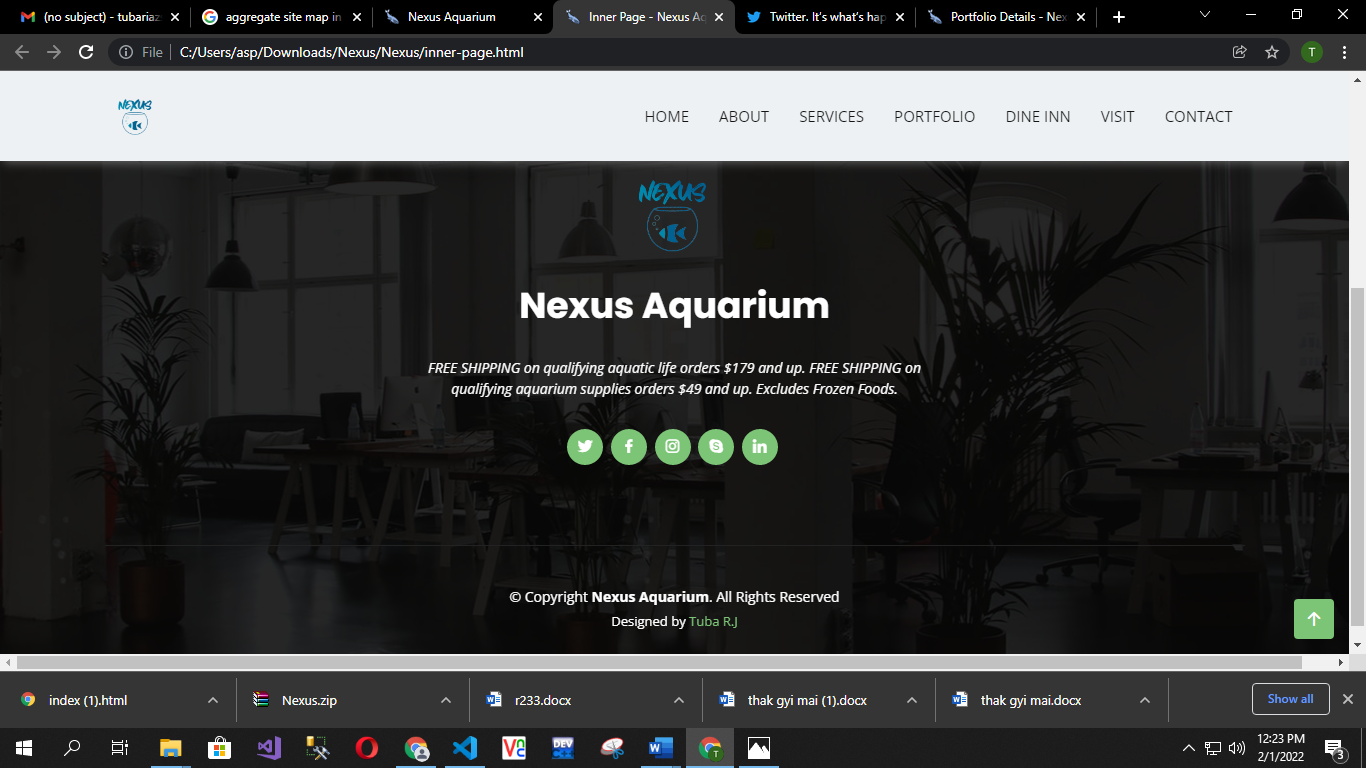 (no subject) - tubariaz
aggregate site map in
Nexus Aquarium
Inner Page - Nexus Aq
Twitter. It's what's hap
Portfolio Details - Nex
File
C:/Users/asp/Downloads/Nexus/Nexus/inner-page.html
T
NEXUS
HOME
ABOUT
SERVICES
PORTFOLIO
DINE INN
VISIT
CONTACT
NEXUS
Nexus Aquarium
FREE SHIPPING on qualifying aquatic life orders $179 and up. FREE SHIPPING on
qualifying aquarium supplies orders $49 and up. Excludes Frozen Foods.
© Copyright Nexus Aquarium. All Rights Reserved
Designed by Tuba R.J
index (1).html
Nexus.zip
r233.docx
thak gyi mai (1).docx
thak gyi mai.docx
Show all
DEV
T
12:23 PM
2/1/2022
3